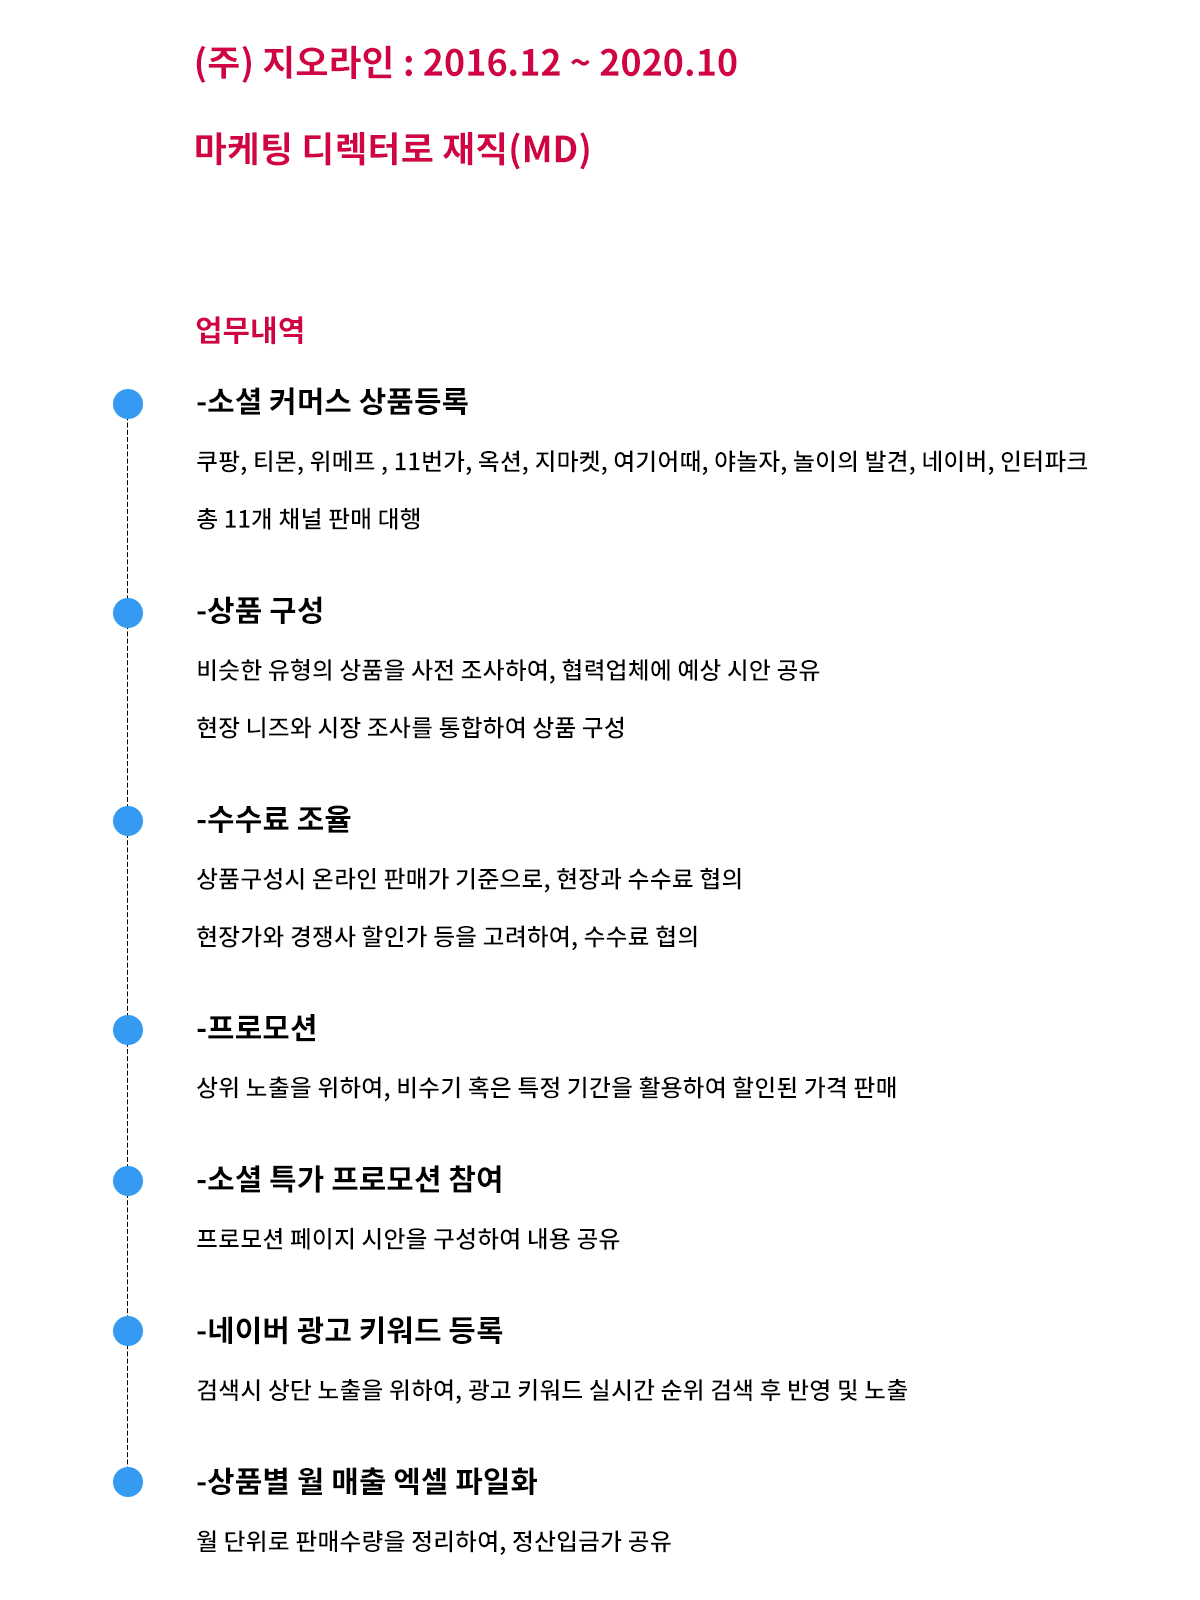 (주) 지오라인 : 2016.12 ~ 2020.10
마케팅 디렉터로 재직(MD)
업무내역
-소셜 커머스 상품등록
쿠팡, 티몬, 위메프 , 11번가, 옥션, 지마켓, 여기어때, 야놀자, 놀이의 발견, 네이버, 인터파크
총 11개 채널 판매 대행
-상품 구성
비슷한 유형의 상품을 사전 조사하여, 협력업체에 예상 시안 공유
현장 니즈와 시장 조사를 통합하여 상품 구성
-수수료 조율
상품구성시 온라인 판매가 기준으로, 현장과 수수료 협의
현장가와 경쟁사 할인가 등을 고려하여, 수수료 협의
-프로모션
상위 노출을 위하여, 비수기 혹은 특정 기간을 활용하여 할인된 가격 판매
-소셜 특가 프로모션 참여
프로모션 페이지 시안을 구성하여 내용 공유
-네이버 광고 키워드 등록
검색시 상단 노출을 위하여, 광고 키워드 실시간 순위 검색 후 반영 및 노출
-상품별 월 매출 엑셀 파일화
월 단위로 판매수량을 정리하여, 정산입금가 공유